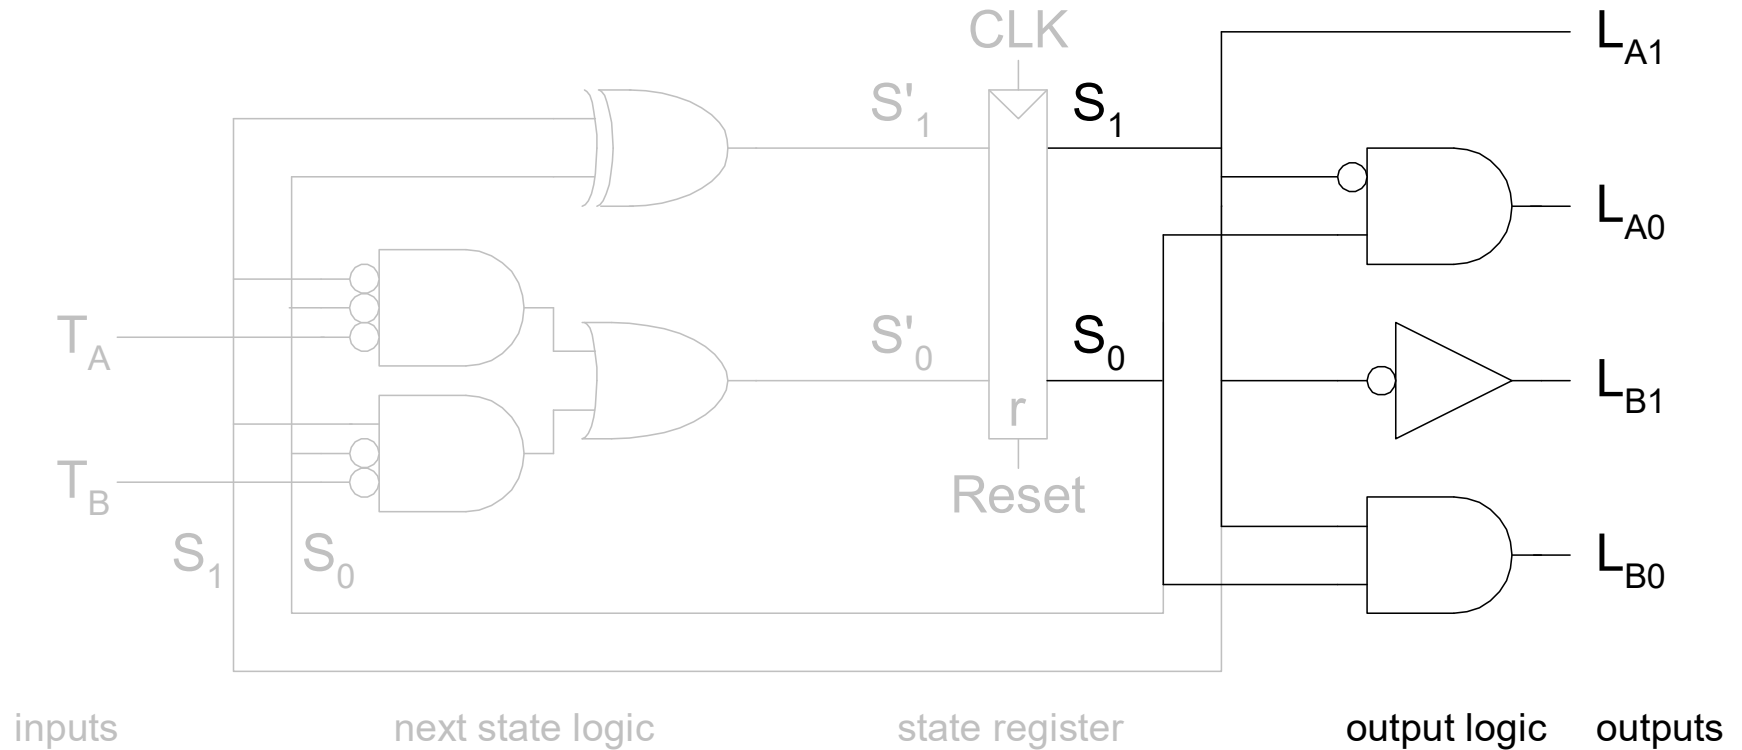 CLK
L_A1
S'_1
S_1
L_A0
T_A
S'_0
S_0
L_B1
r
T_B
Reset
S_1
S_0
L_B0
inputs
next state logic
state register
output logic
outputs